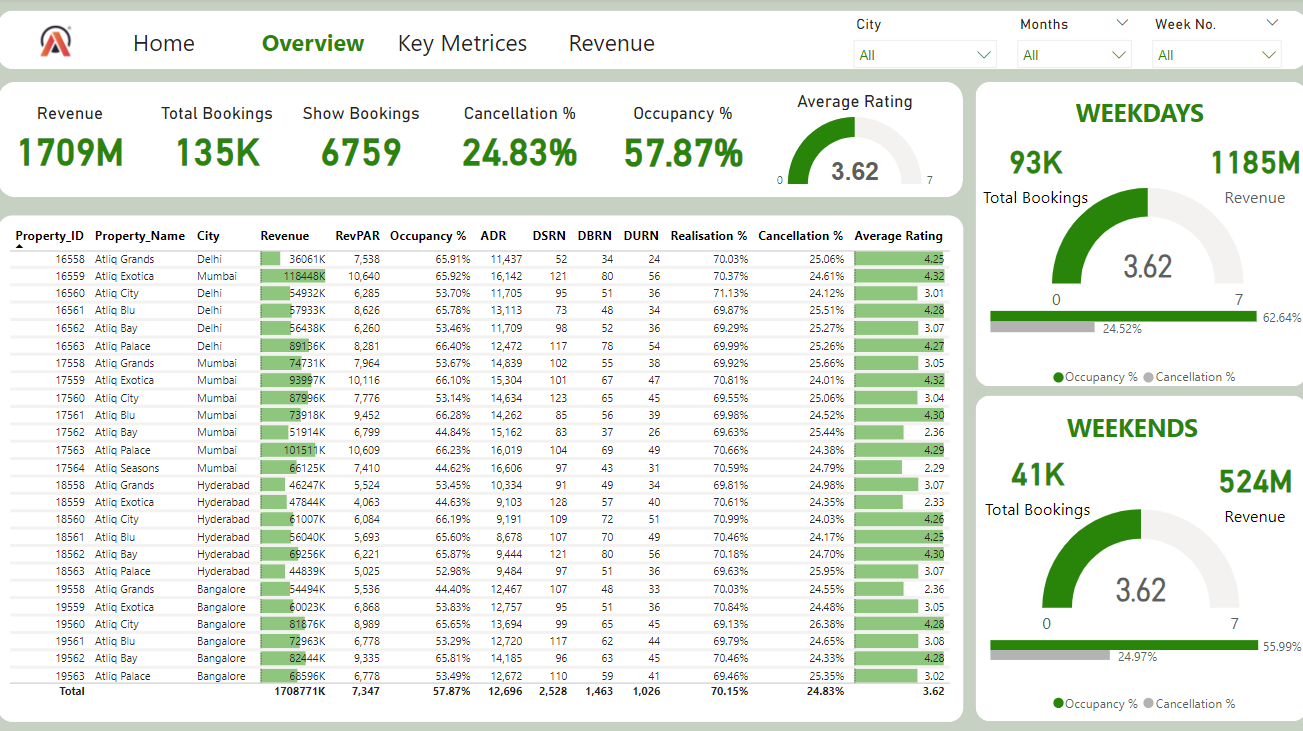 City Months Week No.
Home Overview Key Metrices Revenue
All All All
Revenue Total Bookings Show Bookings Cancellation % Occupancy % Average Rating
1709M 135K 6759 24.83% 57.87% 3.62
0 7
Property_ID Property_Name City Revenue RevPAR Occupancy % ADR DSRN DBRN DURN Realisation % Cancellation % Average Rating
16558 Atliq Grands Delhi 36061K 7,538 65.91% 11,437 52 34 24 70.03% 25.06% 4.25
16559 Atliq Exotica Mumbai 118448K 10,640 65.92% 16,142 121 80 56 70.37% 24.61% 4.32
16560 Atliq City Delhi 54932K 6,285 53.70% 11,705 95 51 36 71.13% 24.12% 3.01
16561 Atliq Blu Delhi 57933K 8,626 65.78% 13,113 73 48 34 69.87% 25.51% 4.28
16562 Atliq Bay Delhi 56438K 6,260 53.46% 11,709 98 52 36 69.29% 25.27% 3.07
16563 Atliq Palace Delhi 89136K 8,281 66.40% 12,472 117 78 54 69.99% 25.26% 4.27
17558 Atliq Grands Mumbai 74731K 7,964 53.67% 14,839 102 55 38 69.92% 25.66% 3.05
17559 Atliq Exotica Mumbai 93997K 10,116 66.10% 15,304 101 67 47 70.81% 24.01% 4.32
17560 Atliq City Mumbai 87996K 7,776 53.14% 14,634 123 65 45 69.55% 25.06% 3.04
17561 Atliq Blu Mumbai 73918K 9,452 66.28% 14,262 85 56 39 69.98% 24.52% 4.30
17562 Atliq Bay Mumbai 51914K 6,799 44.84% 15,162 83 37 26 69.63% 25.44% 2.36
17563 Atliq Palace Mumbai 101511K 10,609 66.23% 16,019 104 69 49 70.66% 24.38% 4.29
17564 Atliq Seasons Mumbai 66125K 7,410 44.62% 16,606 97 43 31 70.59% 24.79% 2.29
18558 Atliq Grands Hyderabad 46247K 5,524 53.45% 10,334 91 49 34 69.81% 24.98% 3.07
18559 Atliq Exotica Hyderabad 47844K 4,063 44.63% 9,103 128 57 40 70.61% 24.35% 2.33
18560 Atliq City Hyderabad 61007K 6,084 66.19% 9,191 109 72 51 70.99% 24.03% 4.26
18561 Atliq Blu Hyderabad 56040K 5,693 65.60% 8,678 107 70 49 70.46% 24.17% 4.25
18562 Atliq Bay Hyderabad 69256K 6,221 65.87% 9,444 121 80 56 70.18% 24.70% 4.30
18563 Atliq Palace Hyderabad 44839K 5,025 52.98% 9,484 97 51 36 69.63% 25.95% 3.07
19558 Atliq Grands Bangalore 54494K 5,536 44.40% 12,467 107 48 33 70.03% 24.55% 2.36
19559 Atliq Exotica Bangalore 60023K 6,868 53.83% 12,757 95 51 36 70.84% 24.48% 3.05
19560 Atliq City Bangalore 81876K 8,989 65.65% 13,694 99 65 45 69.13% 26.38% 4.28
19561 Atliq Blu Bangalore 72963K 6,778 53.29% 12,720 117 62 44 69.79% 24.65% 3.08
19562 Atliq Bay Bangalore 82444K 9,335 65.81% 14,185 96 63 45 70.46% 24.33% 4.28
19563 Atliq Palace Bangalore 68596K 6,778 53.49% 12,672 110 59 41 69.46% 25.35% 3.02
Total 1708771K 7,347 57.87% 12,696 2,528 1,463 1,026 70.15% 24.83% 3.62
WEEKDAYS
93K 1185M
Total Bookings Revenue
3.62
0 7
62.64%
24.52%
Occupancy % Cancellation %
WEEKENDS
41K 524M
Total Bookings Revenue
3.62
0 7
55.99%
24.97%
Occupancy % Cancellation %